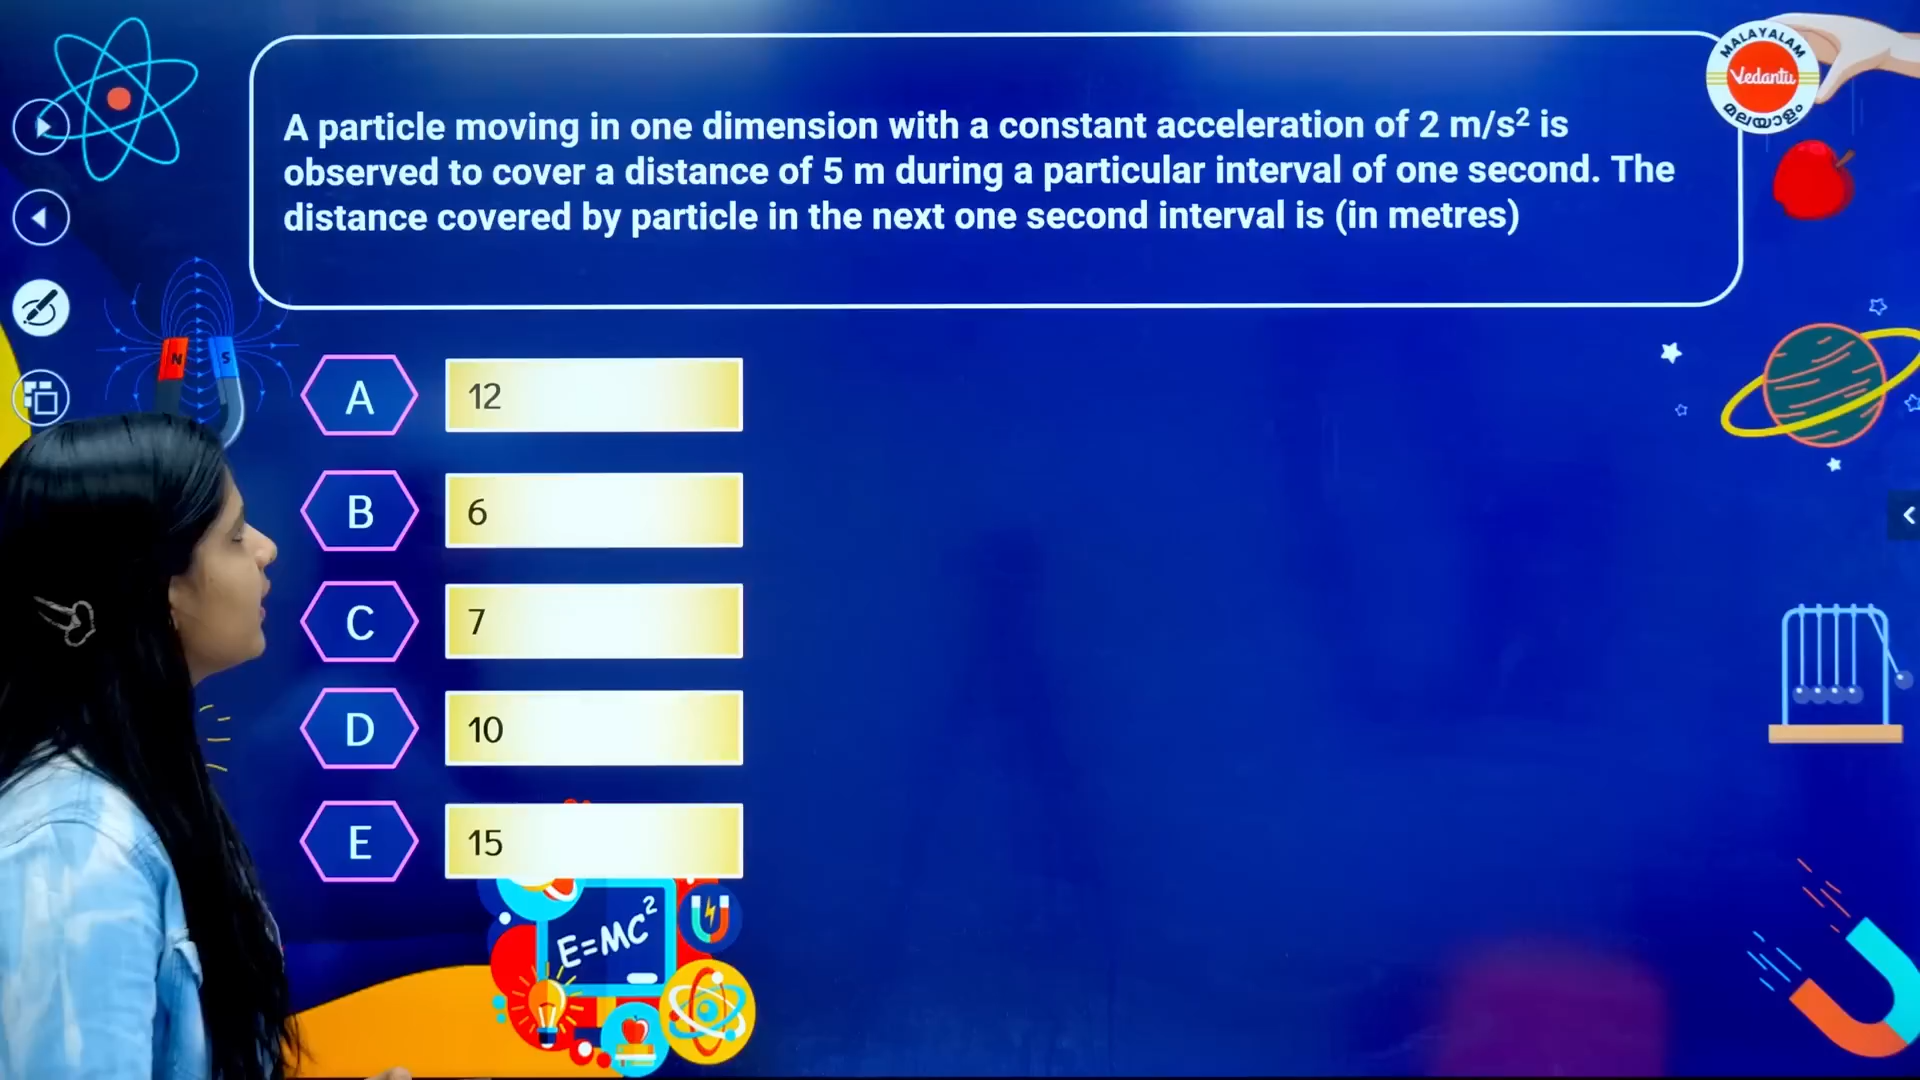 MALAYALAM
Vedantu
മലയാളം
A particle moving in one dimension with a constant acceleration of 2 m/s² is
observed to cover a distance of 5 m during a particular interval of one second. The
distance covered by particle in the next one second interval is (in metres)
N S
A 12
B 6
C 7
D 10
E 15
E=MC²